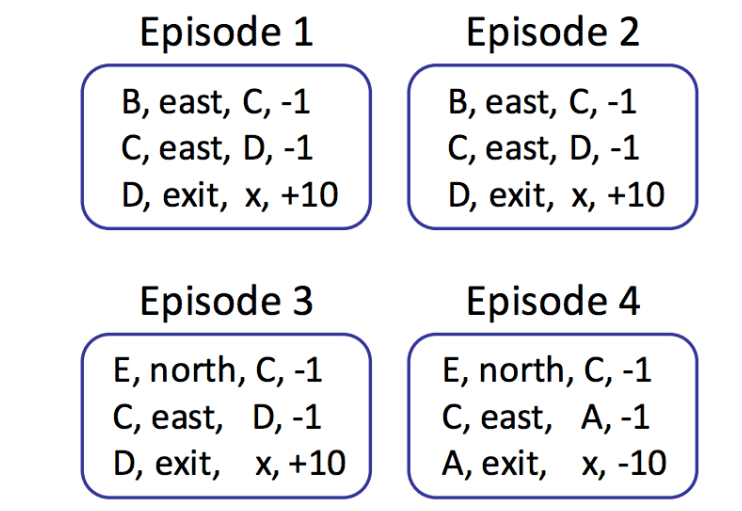 Episode 1
B, east, C, -1
C, east, D, -1
D, exit, x, +10
Episode 2
B, east, C, -1
C, east, D, -1
D, exit, x, +10
Episode 3
E, north, C, -1
C, east, D, -1
D, exit, x, +10
Episode 4
E, north, C, -1
C, east, A, -1
A, exit, x, -10